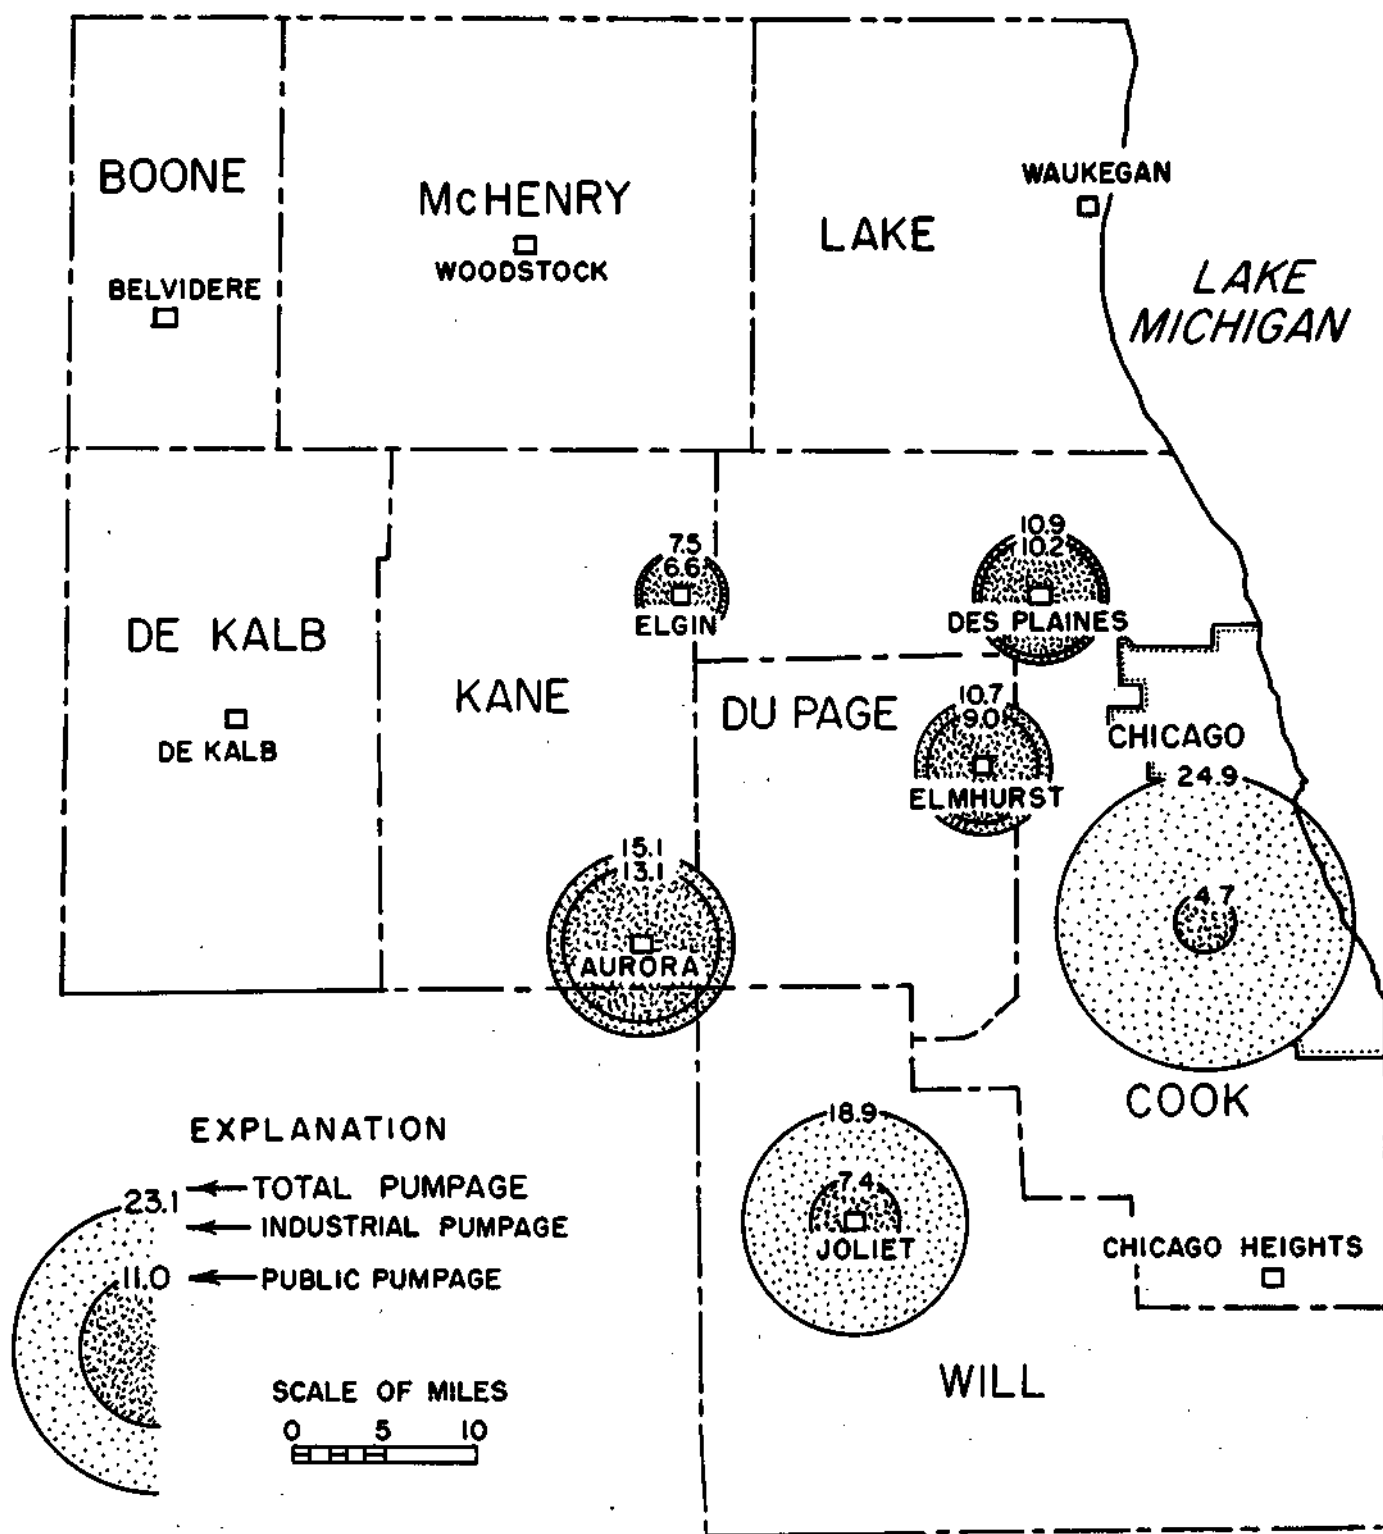 BOONE
McHENRY
WOODSTOCK
BELVIDERE
LAKE
WAUKEGAN
LAKE
MICHIGAN
DE KALB
DE KALB
KANE
7.5
6.6
ELGIN
10.9
10.2
DES PLAINES
DU PAGE
10.7
9.0
ELMHURST
CHICAGO
24.9
4.7
15.1
13.1
AURORA
COOK
18.9
7.4
JOLIET
CHICAGO HEIGHTS
WILL
EXPLANATION
23.1 TOTAL PUMPAGE
INDUSTRIAL PUMPAGE
11.0 PUBLIC PUMPAGE
SCALE OF MILES
0 5 10